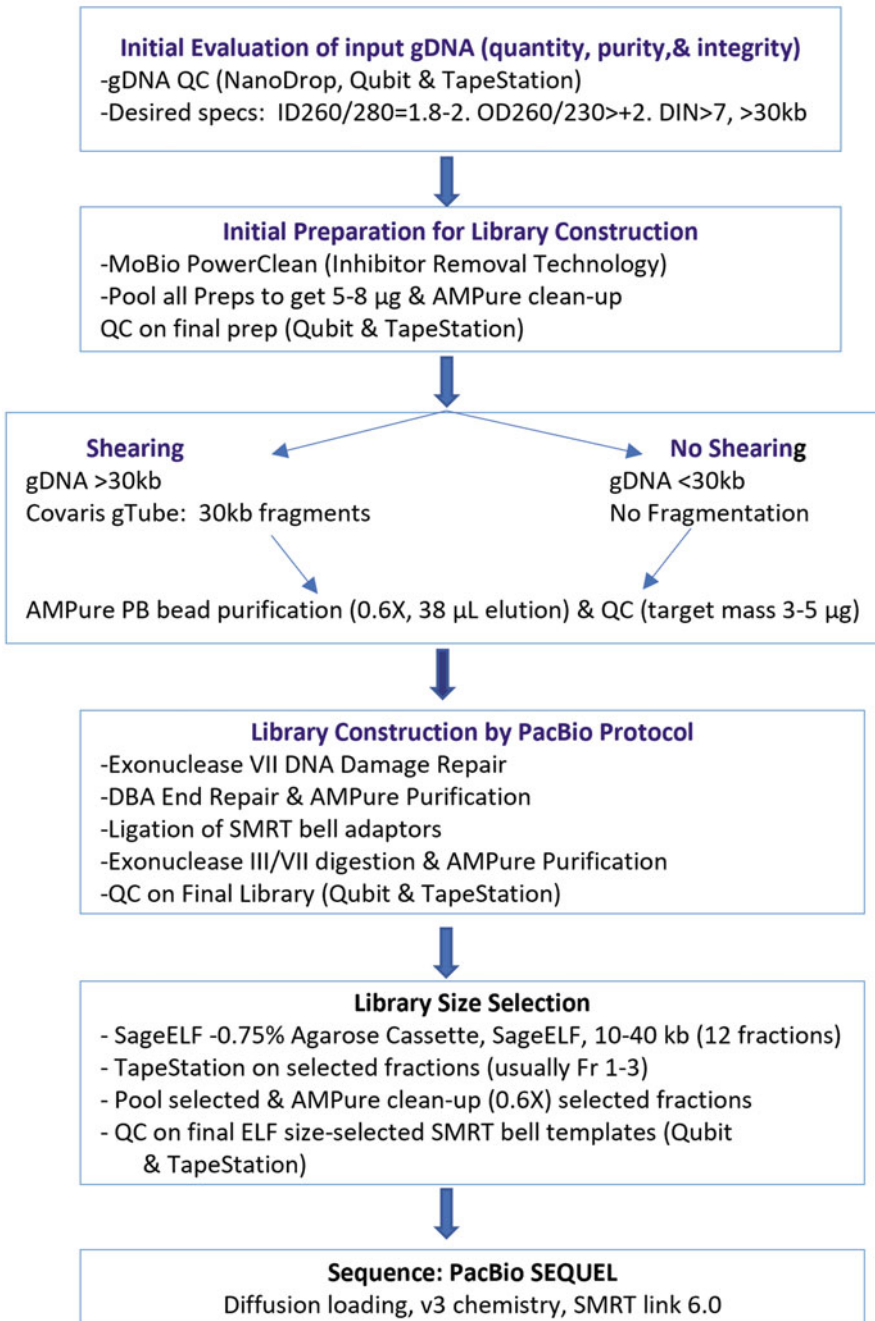 Initial Evaluation of input gDNA (quantity, purity,& integrity)
-gDNA QC (NanoDrop, Qubit & TapeStation)
-Desired specs: ID260/280=1.8-2. OD260/230>+2. DIN>7, >30kb
Initial Preparation for Library Construction
-MoBio PowerClean (Inhibitor Removal Technology)
-Pool all Preps to get 5-8 µg & AMPure clean-up
QC on final prep (Qubit & TapeStation)
Shearing
gDNA >30kb
Covaris gTube: 30kb fragments
No Shearing
gDNA <30kb
No Fragmentation
AMPure PB bead purification (0.6X, 38 µL elution) & QC (target mass 3-5 µg)
Library Construction by PacBio Protocol
-Exonuclease VII DNA Damage Repair
-DBA End Repair & AMPure Purification
-Ligation of SMRT bell adaptors
-Exonuclease III/VII digestion & AMPure Purification
-QC on Final Library (Qubit & TapeStation)
Library Size Selection
- SageELF -0.75% Agarose Cassette, SageELF, 10-40 kb (12 fractions)
- TapeStation on selected fractions (usually Fr 1-3)
- Pool selected & AMPure clean-up (0.6X) selected fractions
- QC on final ELF size-selected SMRT bell templates (Qubit
& TapeStation)
Sequence: PacBio SEQUEL
Diffusion loading, v3 chemistry, SMRT link 6.0